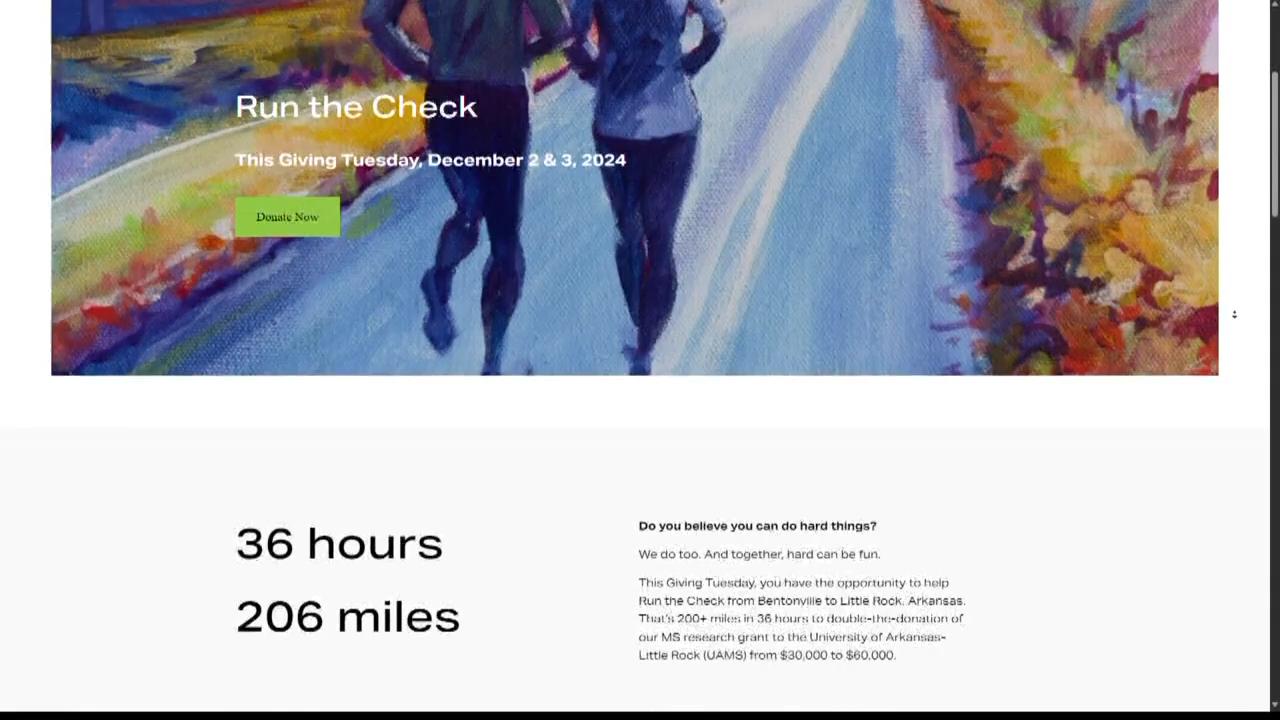 Run the Check
This Giving Tuesday, December 2 & 3, 2024
Donate Now
36 hours
206 miles
Do you believe you can do hard things?
We do too. And together, hard can be fun.
This Giving Tuesday, you have the opportunity to help
Run the Check from Bentonville to Little Rock, Arkansas.
That's 200+ miles in 36 hours to double-the-donation of
our MS research grant to the University of Arkansas-
Little Rock (UAMS) from $30,000 to $60,000.